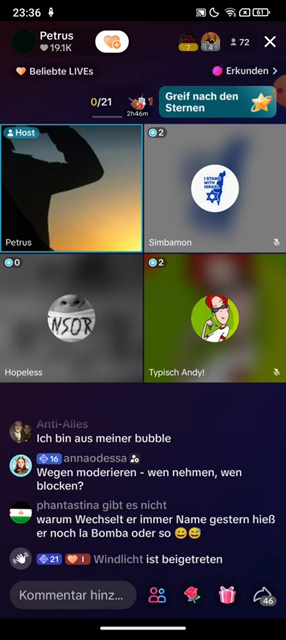 23:36
61
Petrus
19.1K
7
4
72
Beliebte LIVEs
Erkunden
0/21
2h46m
Greif nach den
Sternen
Host
2
Petrus
I STAND
WITH
ISRAEL
Simbamon
0
2
NSOR
Hopeless
Typisch Andy!
Anti-Alles
Ich bin aus meiner bubble
16 annaodessa
Wegen moderieren - wen nehmen, wen
blocken?
phantastina gibt es nicht
warum Wechselt er immer Name gestern hieß
er noch la Bomba oder so 😄😄
21 I Windlicht ist beigetreten
Kommentar hinz...
46